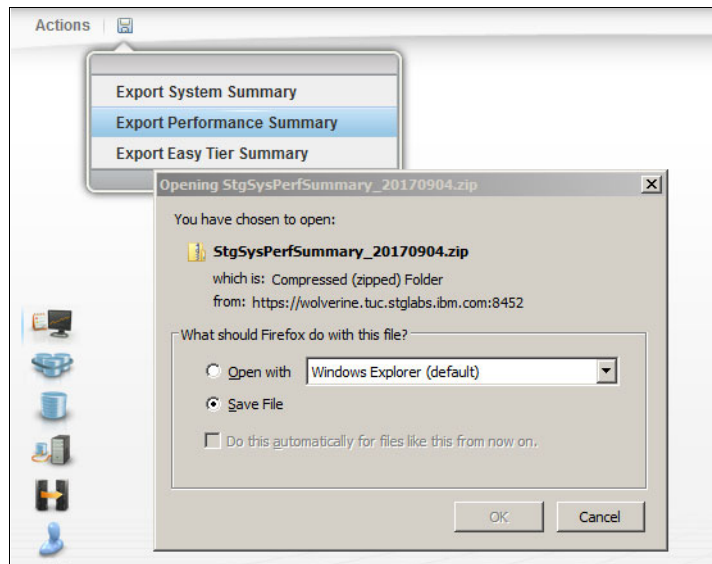 Actions
Export System Summary
Export Performance Summary
Export Easy Tier Summary
Opening StgSysPerfSummary_20170904.zip
You have chosen to open:
StgSysPerfSummary_20170904.zip
which is: Compressed (zipped) Folder
from: https://wolverine.tuc.stglabs.ibm.com:8452
What should Firefox do with this file?
Open with Windows Explorer (default)
Save File
Do this automatically for files like this from now on.
OK Cancel